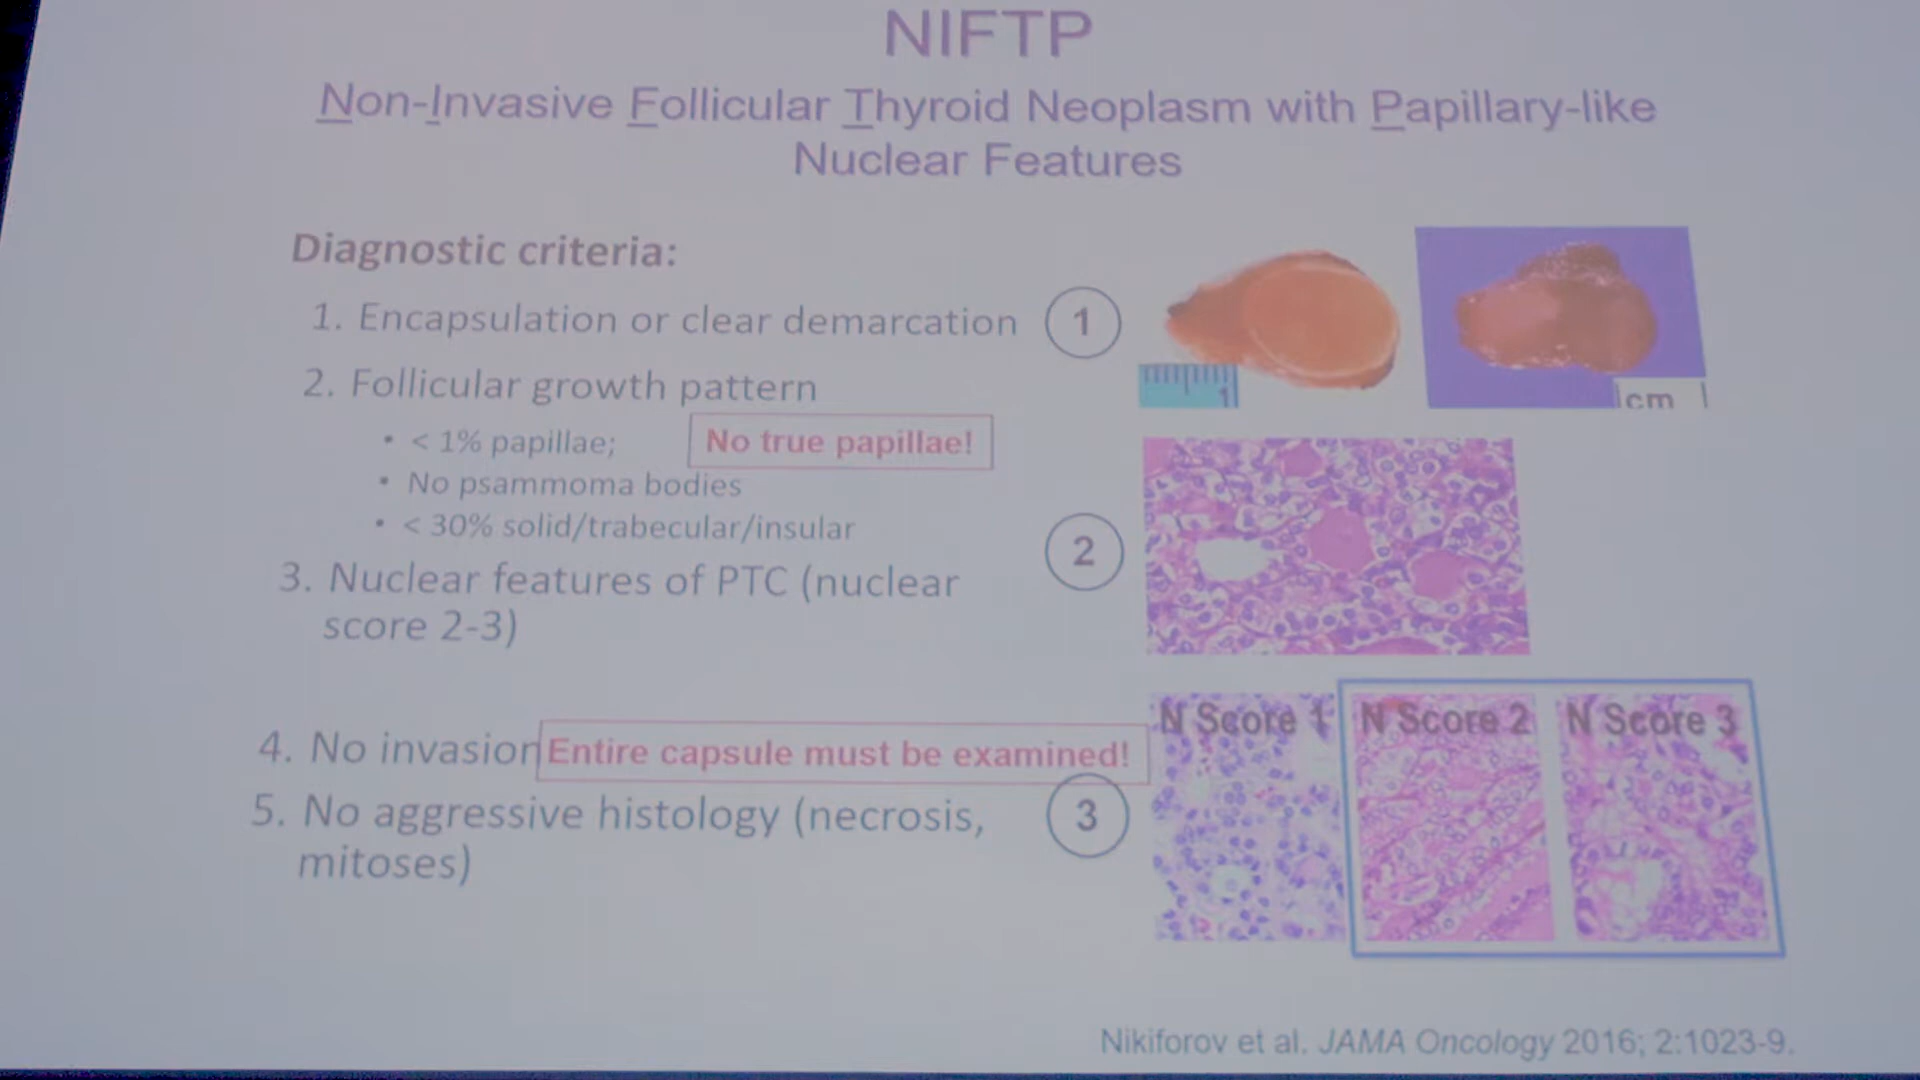 NIFTP
Non-Invasive Follicular Thyroid Neoplasm with Papillary-like
Nuclear Features
Diagnostic criteria:
1. Encapsulation or clear demarcation
2. Follicular growth pattern
• < 1% papillae;
No true papillae!
• No psammoma bodies
• < 30% solid/trabecular/insular
3. Nuclear features of PTC (nuclear
score 2-3)
4. No invasion
Entire capsule must be examined!
5. No aggressive histology (necrosis,
mitoses)
1
1
cm
2
3
N Score 1
N Score 2
N Score 3
Nikiforov et al. JAMA Oncology 2016; 2:1023-9.